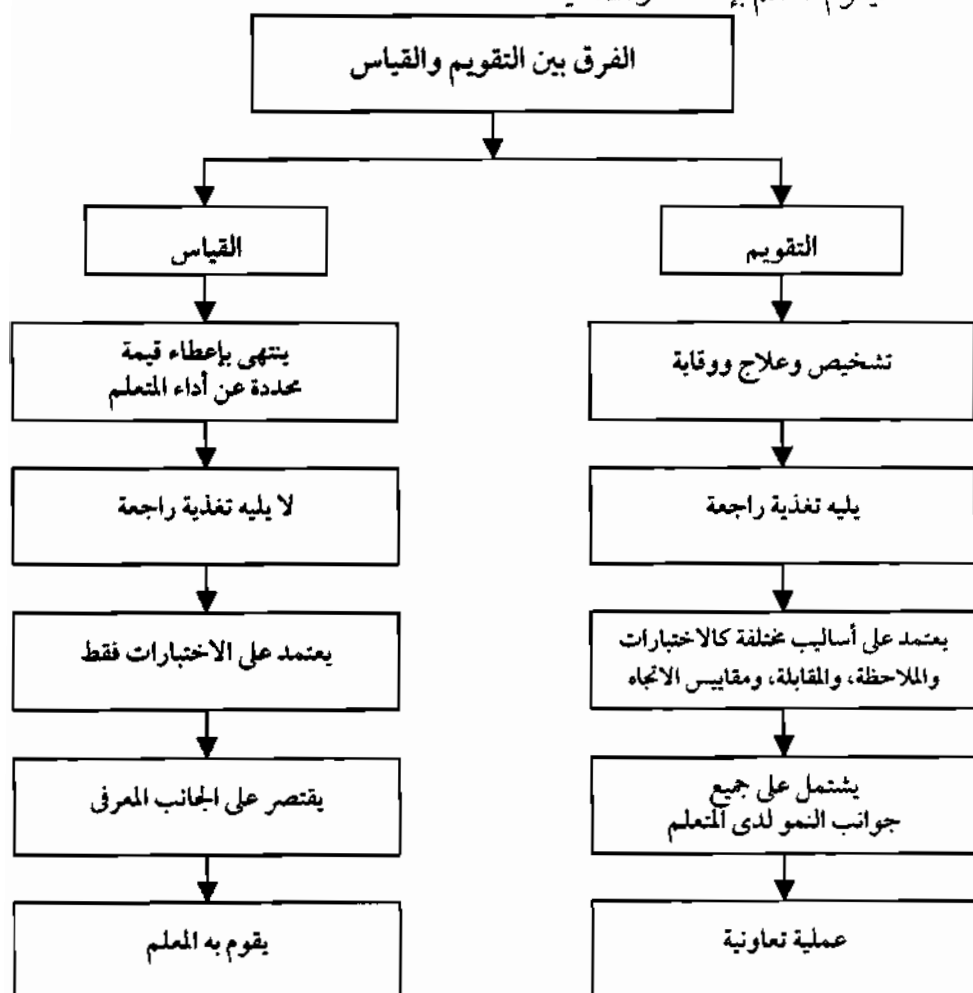 الفرق بين التقويم والقياس
التقويم
القياس
تشخيص وعلاج ووقاية
ينتهى بإعطاء قيمة
محددة عن أداء المتعلم
يليه تغذية راجعة
لا يليه تغذية راجعة
يعتمد على أساليب مختلفة كالاختبارات
والملاحظة، والمقابلة، ومقاييس الاتجاه
يعتمد على الاختبارات فقط
يشتمل على جميع
جوانب النمو لدى المتعلم
يقتصر على الجانب المعرفى
عملية تعاونية
يقوم به المعلم